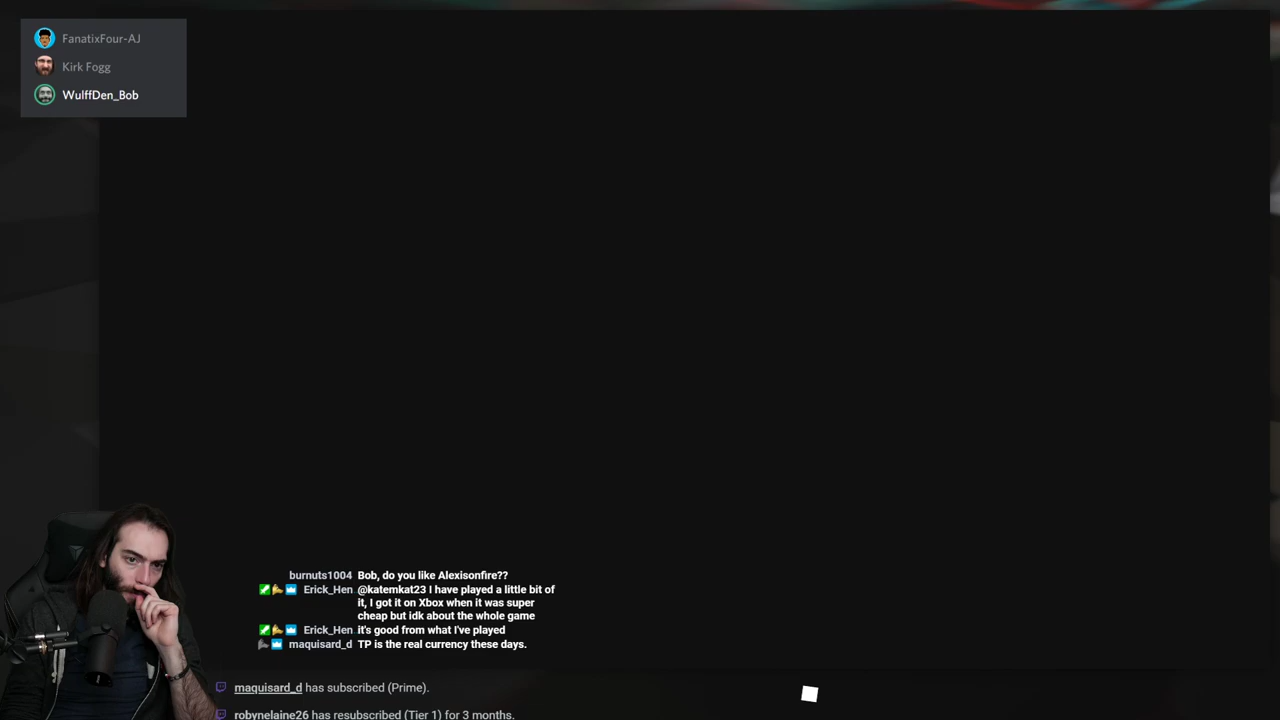 FanatixFour-AJ
Kirk Fogg
WulffDen_Bob
burnuts1004 Bob, do you like Alexisonfire??
Erick_Hen @katemkat23 I have played a little bit of
it, I got it on Xbox when it was super
cheap but idk about the whole game
Erick_Hen it's good from what I've played
maquisard_d TP is the real currency these days.
maquisard_d has subscribed (Prime).
robynelaine26 has resubscribed (Tier 1) for 3 months.